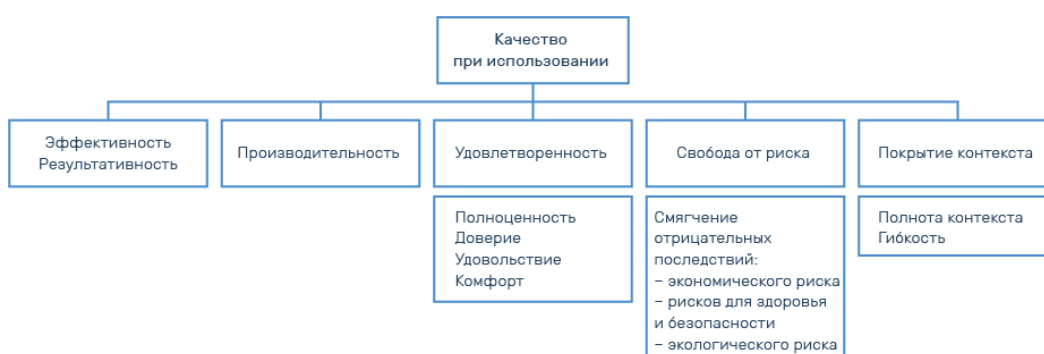 Качество
при использовании
Эффективность
Результативность
Производительность
Удовлетворенность
Свобода от риска
Покрытие контекста
Полноценность
Доверие
Удовольствие
Комфорт
Смягчение
отрицательных
последствий:
– экономического риска
– рисков для здоровья
и безопасности
– экологического риска
Полнота контекста
Гибкость